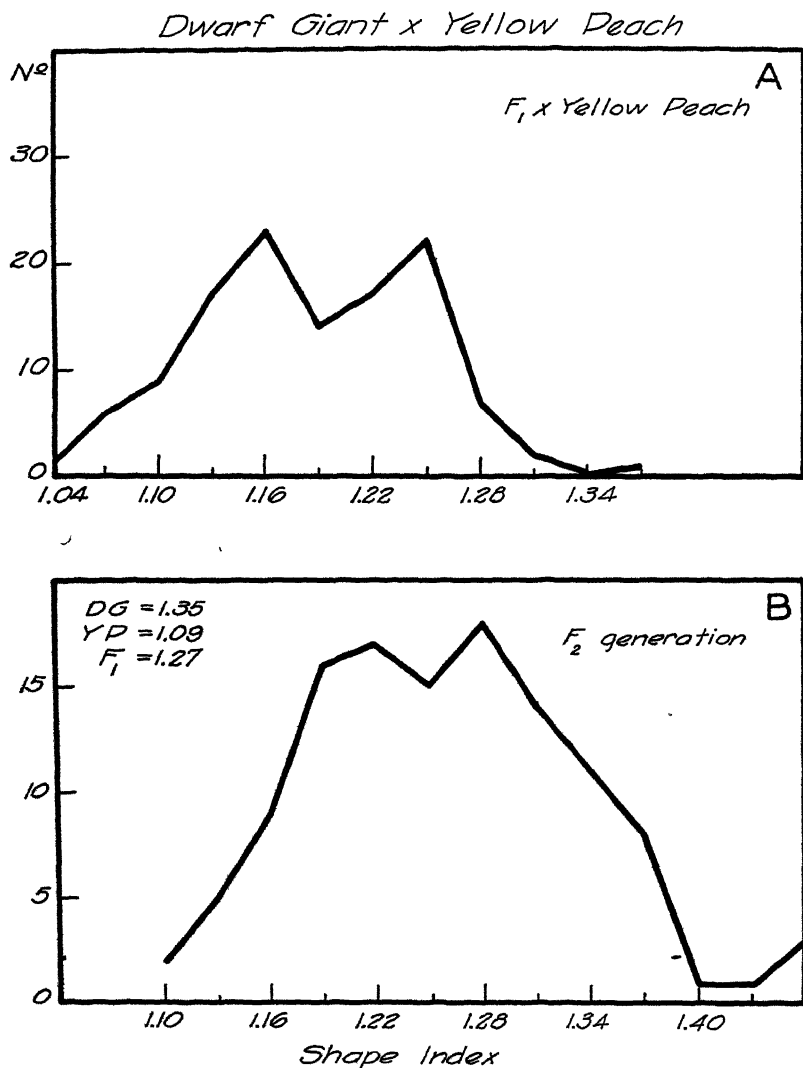 Dwarf Giant x Yellow Peach
Nº
A
F₁ x Yellow Peach
30
20
10
0
1.04 1.10 1.16 1.22 1.28 1.34
DG = 1.35
YP = 1.09
F₁ = 1.27
B
F₂ generation
15
10
5
0
1.10 1.16 1.22 1.28 1.34 1.40
Shape Index